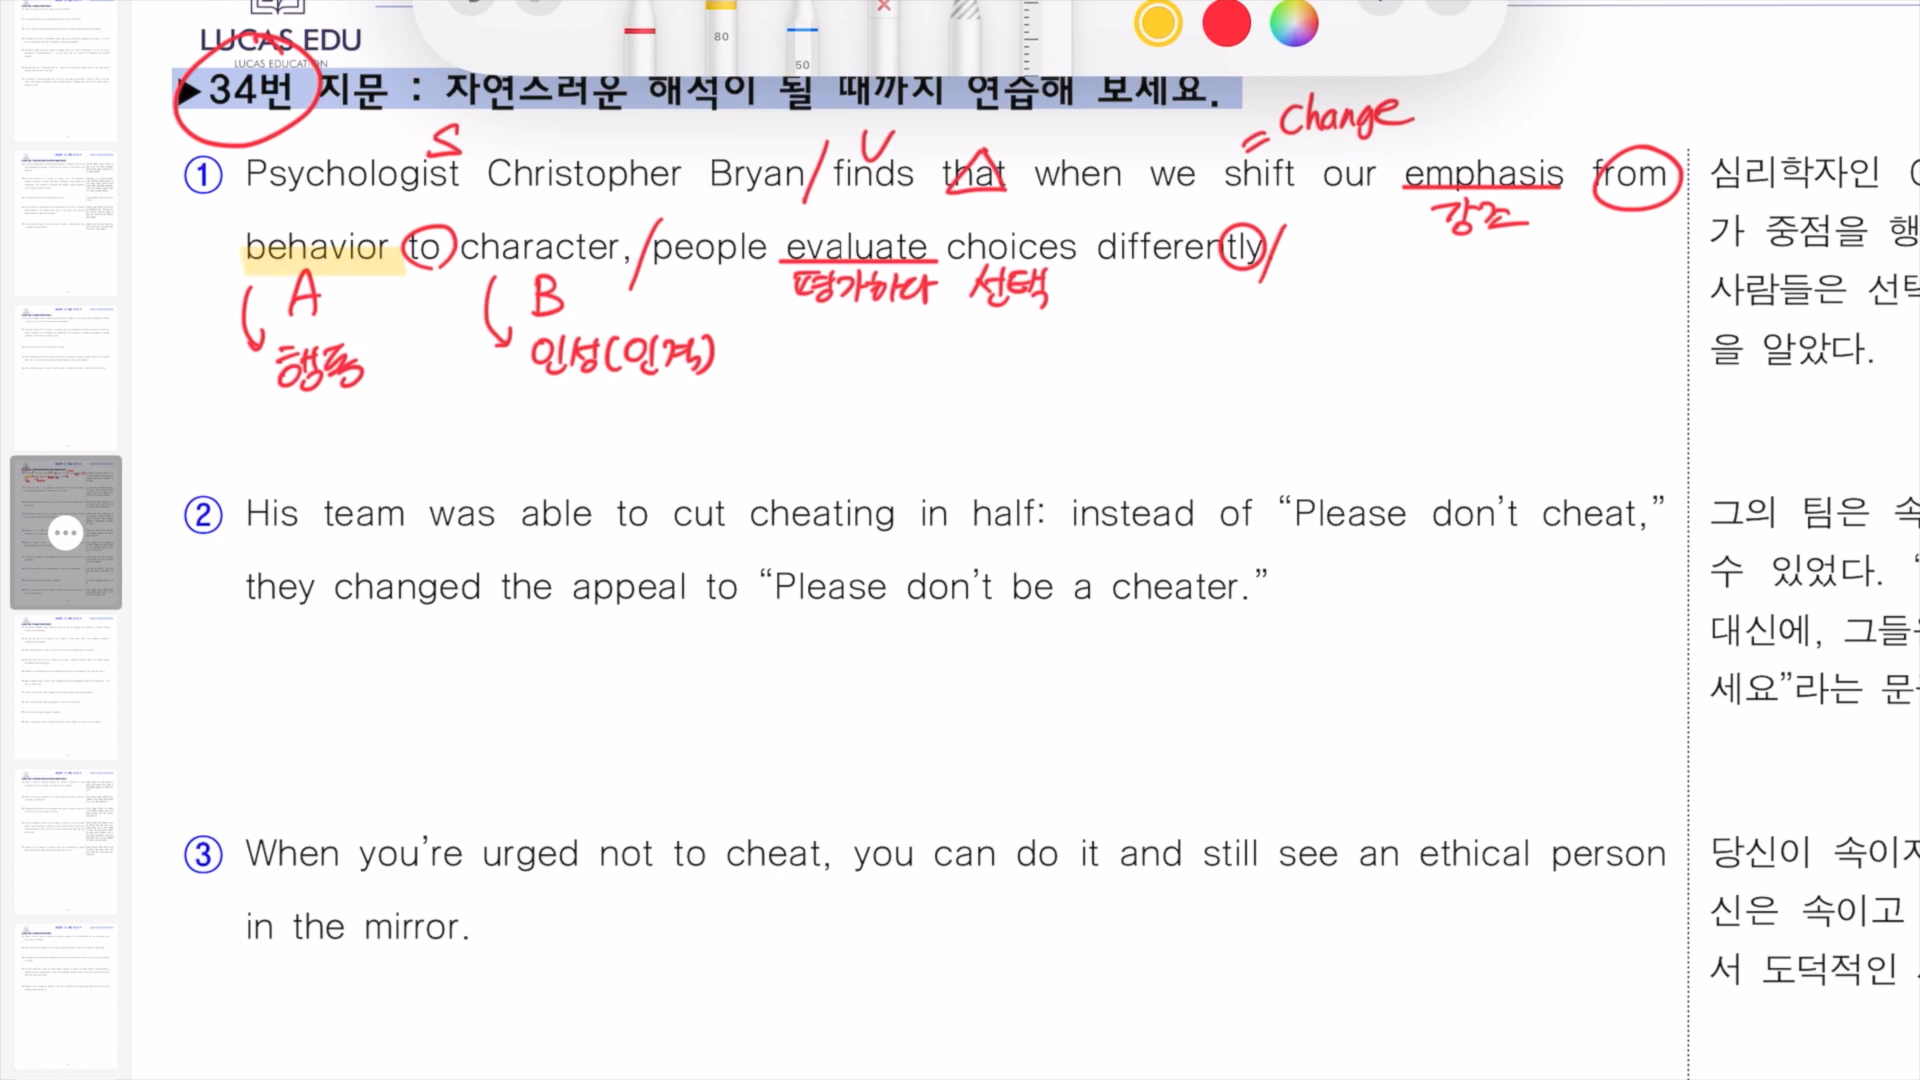 LUCAS EDU
LUCAS EDUCATION
80
50
▶34번 지문 : 자연스러운 해석이 될 때까지 연습해 보세요.
= Change
S
V
① Psychologist Christopher Bryan/ finds that when we shift our emphasis from
강조
behavior to character, /people evaluate choices differently/
A
B
평가하다 선택
행동
인성(인격)
심리학자인
가 중점을 행
사람들은 선택
을 알았다.
② His team was able to cut cheating in half: instead of “Please don’t cheat,”
they changed the appeal to “Please don’t be a cheater.”
그의 팀은 속
수 있었다. “
대신에, 그들은
세요”라는 문
③ When you’re urged not to cheat, you can do it and still see an ethical person
in the mirror.
당신이 속이지
신은 속이고
서 도덕적인